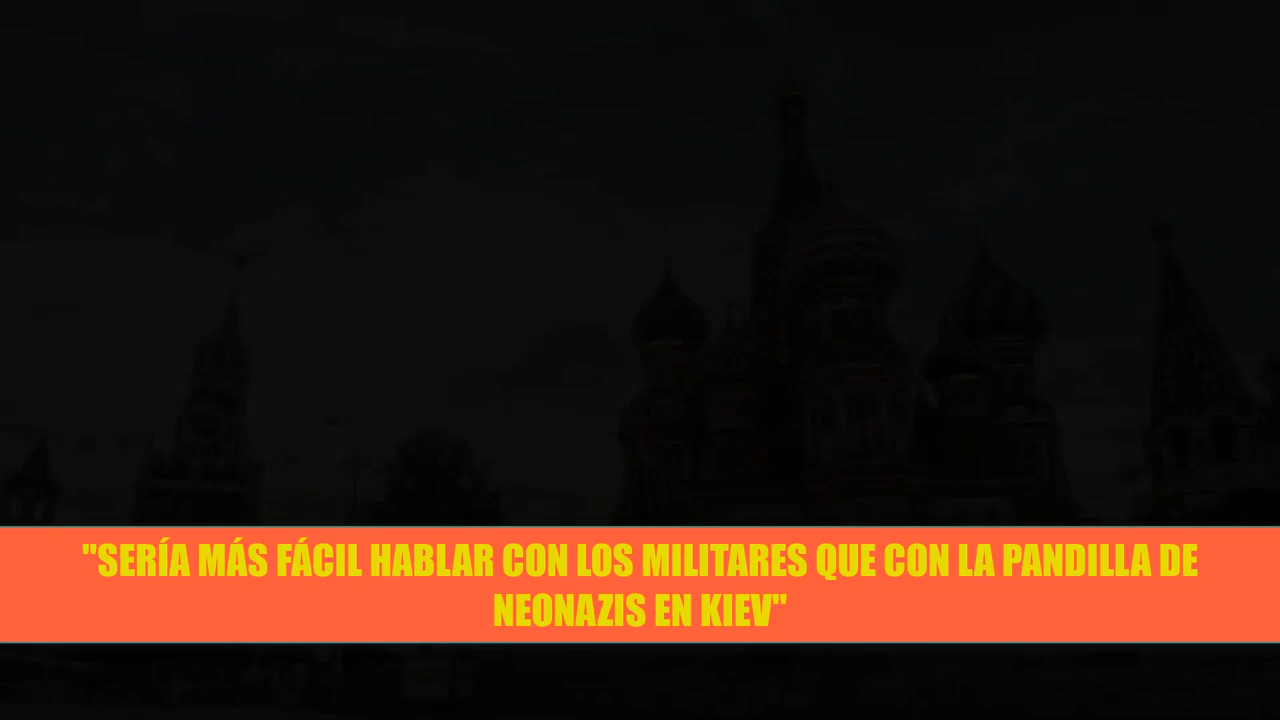 "SERÍA MÁS FÁCIL HABLAR CON LOS MILITARES QUE CON LA PANDILLA DE
NEONAZIS EN KIEV"